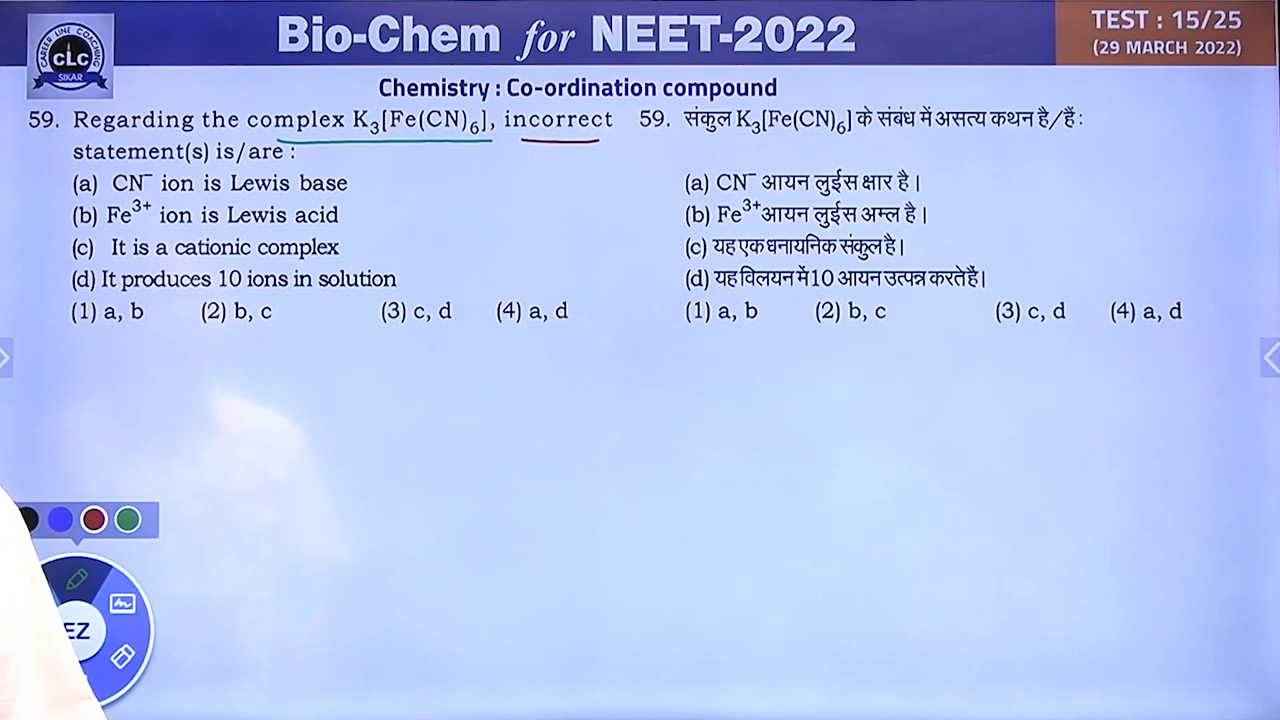 CAREER LINE COACHING
CLC
SIKAR
Bio-Chem for NEET-2022
TEST : 15/25
(29 MARCH 2022)
Chemistry : Co-ordination compound
59. Regarding the complex K₃[Fe(CN)₆], incorrect
statement(s) is/are :
(a) CN⁻ ion is Lewis base
(b) Fe³⁺ ion is Lewis acid
(c) It is a cationic complex
(d) It produces 10 ions in solution
(1) a, b (2) b, c (3) c, d (4) a, d
59. संकुल K₃[Fe(CN)₆] के संबंध में असत्य कथन है/हैं :
(a) CN⁻ आयन लुईस क्षार है।
(b) Fe³⁺ आयन लुईस अम्ल है।
(c) यह एक धनायनिक संकुल है।
(d) यह विलयन में 10 आयन उत्पन्न करते हैं।
(1) a, b (2) b, c (3) c, d (4) a, d
EZ